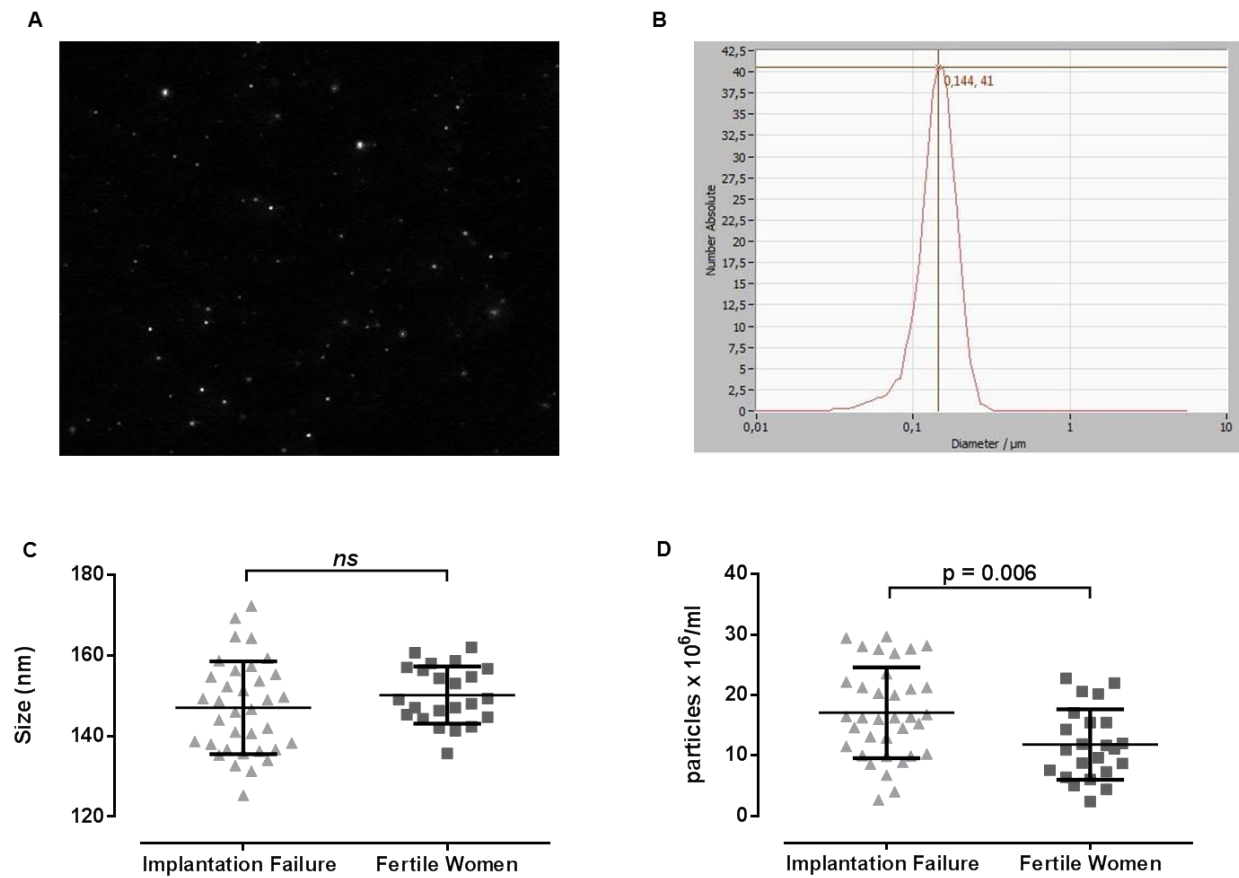 A
B
42,5
40
37,5
35
32,5
30
27,5
25
22,5
20
17,5
15
12,5
10
7,5
5
2,5
0
Number Absolute
0,144, 41
0,01
0,1
1
10
Diameter / µm
C
ns
180
160
140
120
Size (nm)
Implantation Failure
Fertile Women
D
p = 0.006
40
30
20
10
0
particles x 10⁶/ml
Implantation Failure
Fertile Women